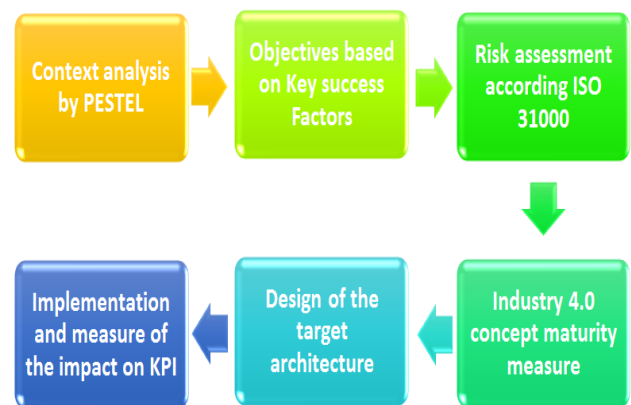 Context analysis
by PESTEL
Objectives based
on Key success
Factors
Risk assessment
according ISO
31000
Industry 4.0
concept maturity
measure
Design of the
target
architecture
Implementation
and measure of
the impact on KPI